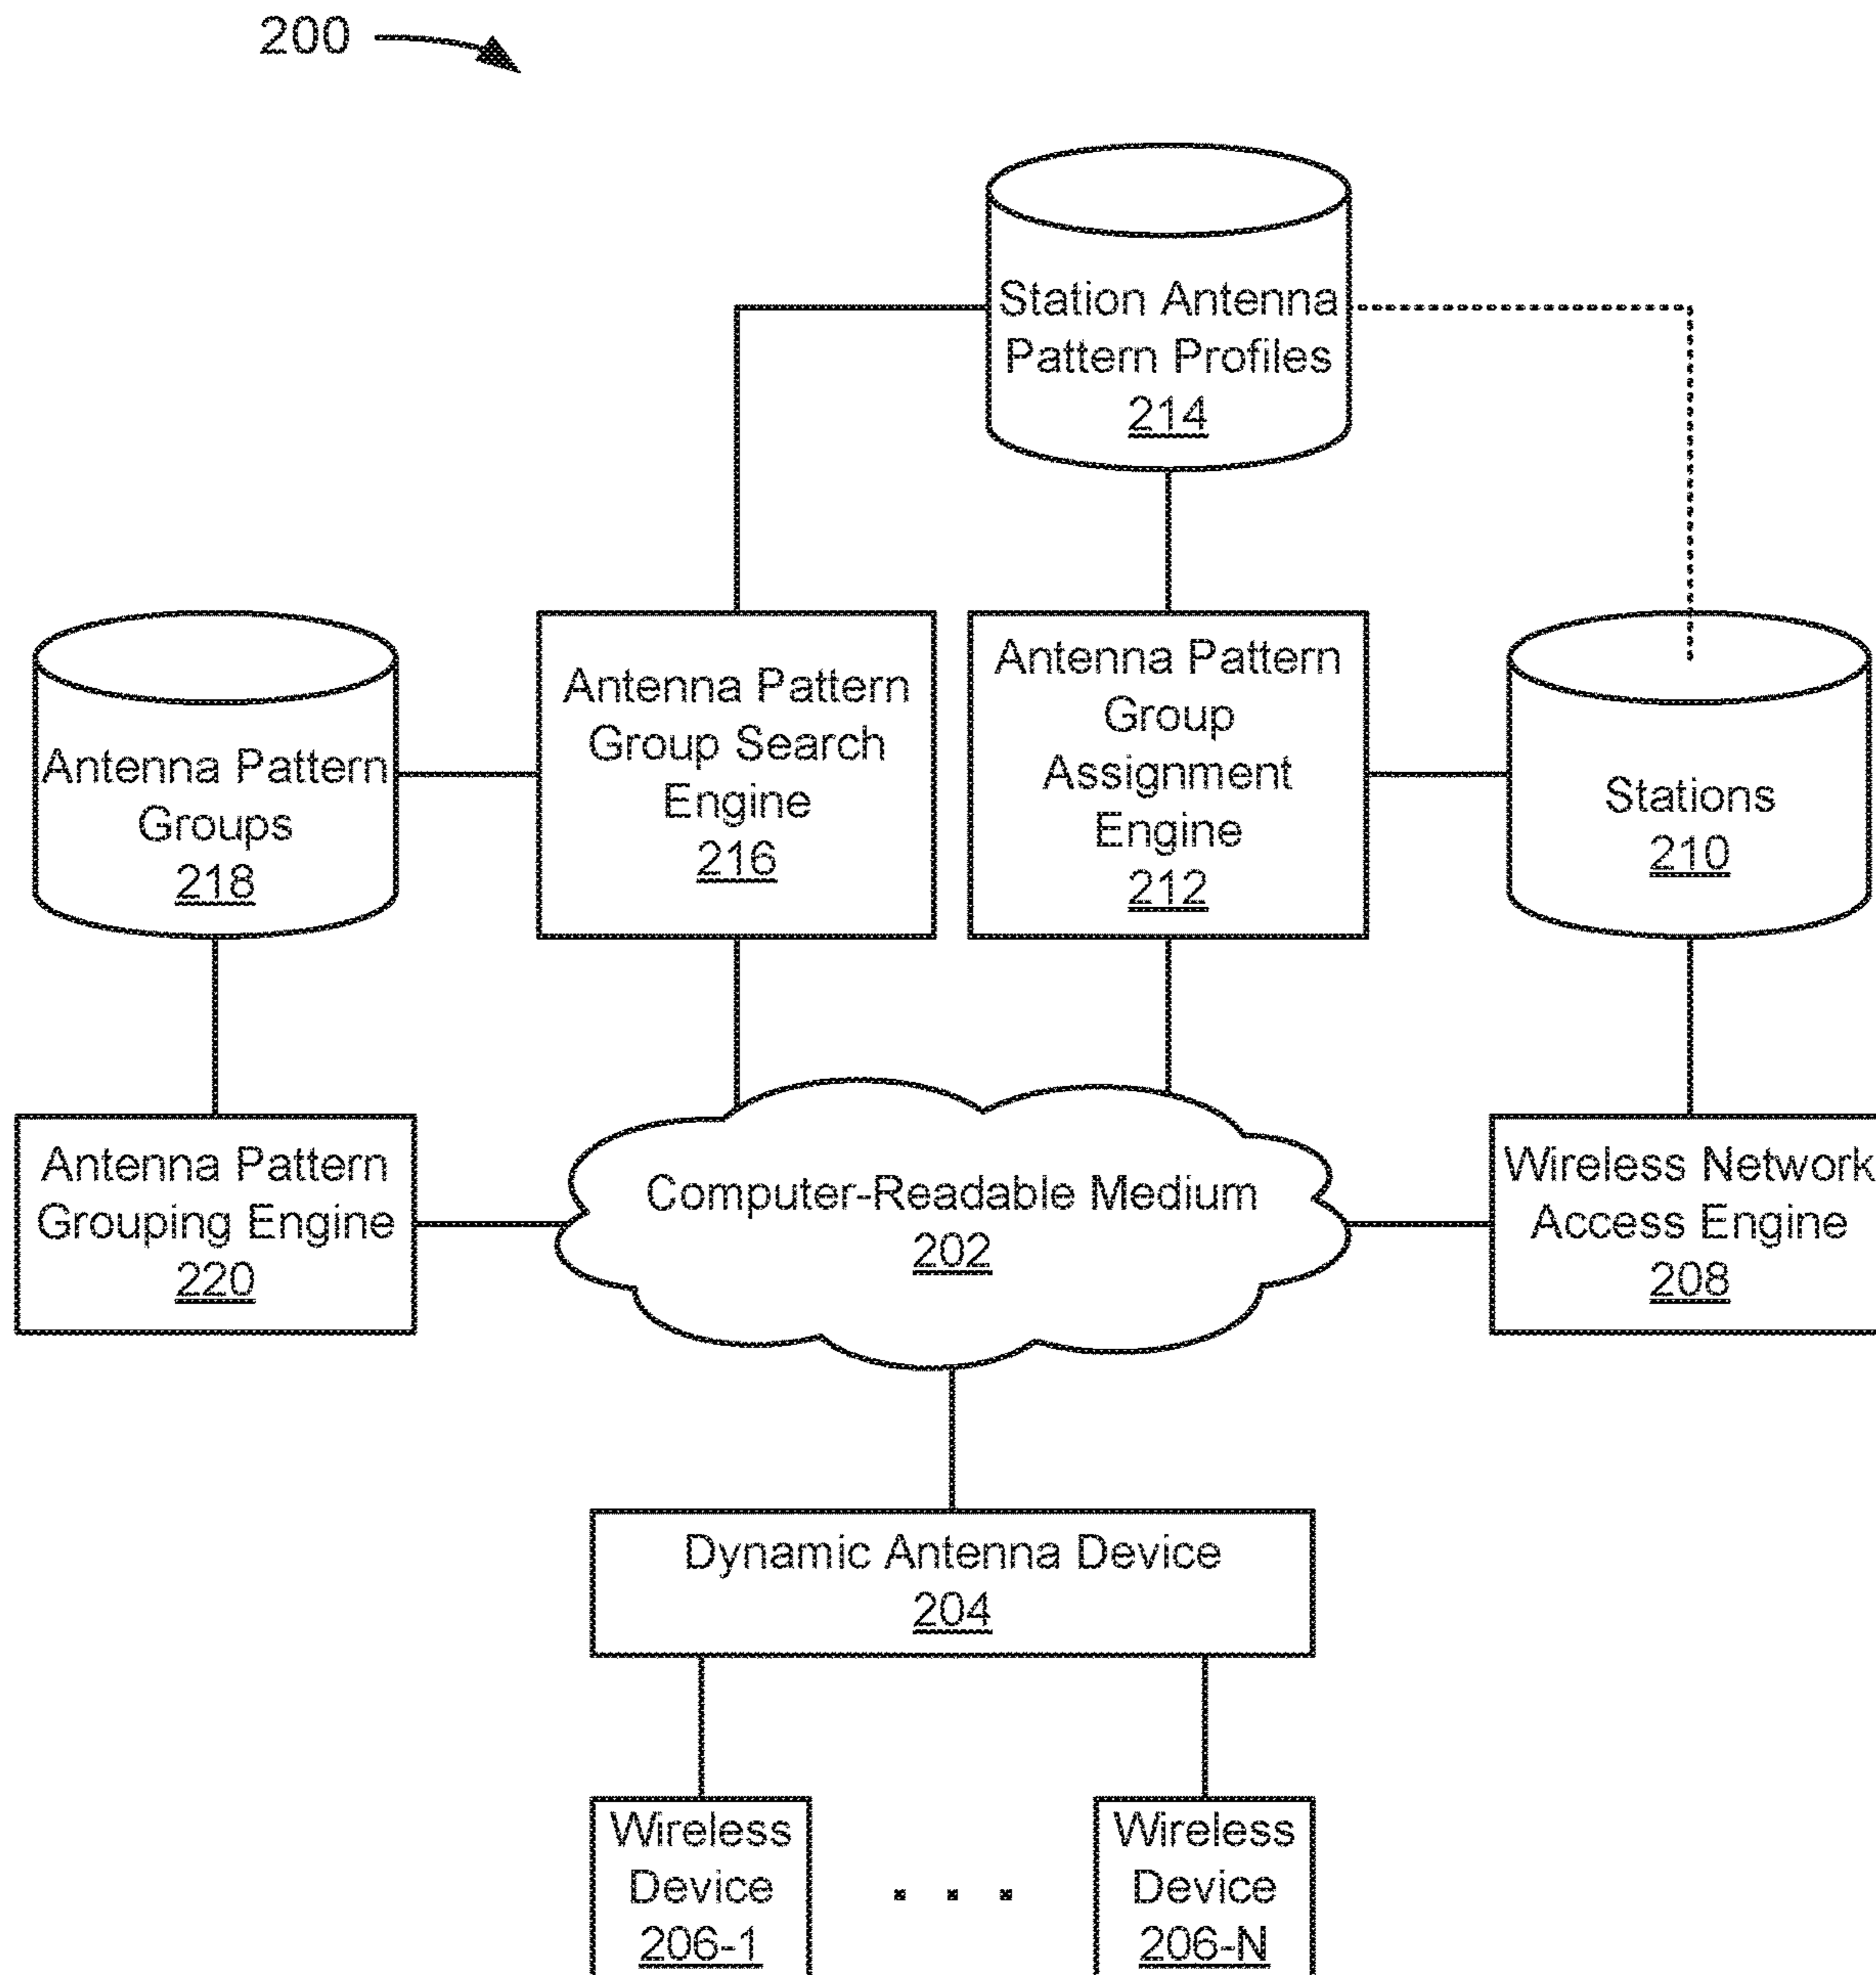 200
Station Antenna
Pattern Profiles
214
Antenna Pattern
Groups
218
Antenna Pattern
Group Search
Engine
216
Antenna Pattern
Group
Assignment
Engine
212
Stations
210
Antenna Pattern
Grouping Engine
220
Computer-Readable Medium
202
Wireless Network
Access Engine
208
Dynamic Antenna Device
204
Wireless
Device
206-1
. . .
Wireless
Device
206-N